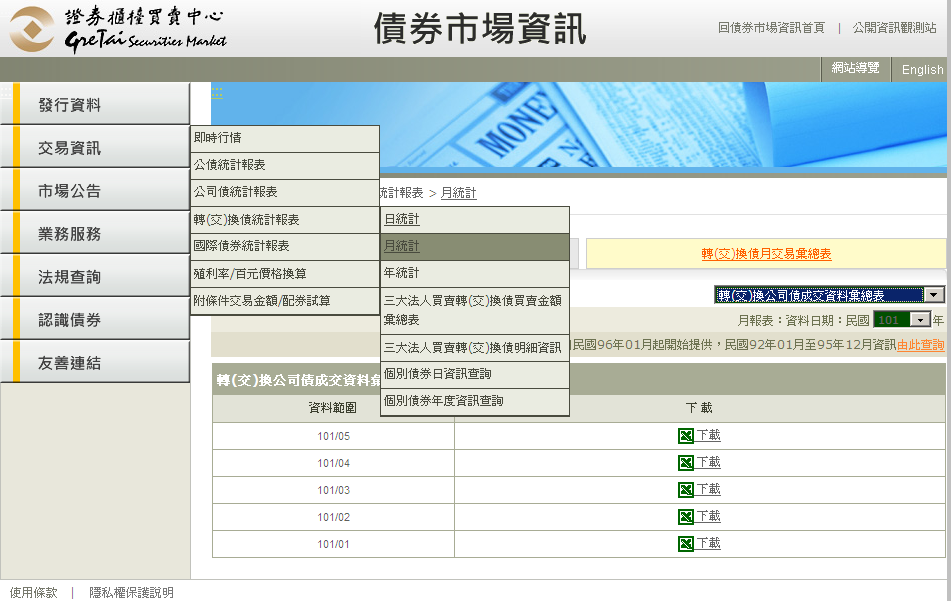 證券櫃檯買賣中心
GreTai Securities Market
債券市場資訊
回債券市場資訊首頁 | 公開資訊觀測站
網站導覽 English
發行資料
交易資訊
市場公告
業務服務
法規查詢
認識債券
友善連結
MONEY
即時行情
公債統計報表
公司債統計報表
轉(交)換債統計報表
國際債券統計報表
殖利率/百元價格換算
附條件交易金額/配券試算
統計報表 > 月統計
日統計
月統計
年統計
三大法人買賣轉(交)換債買賣金額
彙總表
三大法人買賣轉(交)換債明細資訊
個別債券日資訊查詢
個別債券年度資訊查詢
轉(交)換債月交易彙總表
轉(交)換公司債成交資料彙總表
月報表：資料日期：民國 101 年
民國96年01月起開始提供，民國92年01月至95年12月資訊由此查詢
轉(交)換公司債成交資料彙
資料範圍 下 載
101/05 下載
101/04 下載
101/03 下載
101/02 下載
101/01 下載
使用條款 | 隱私權保護說明